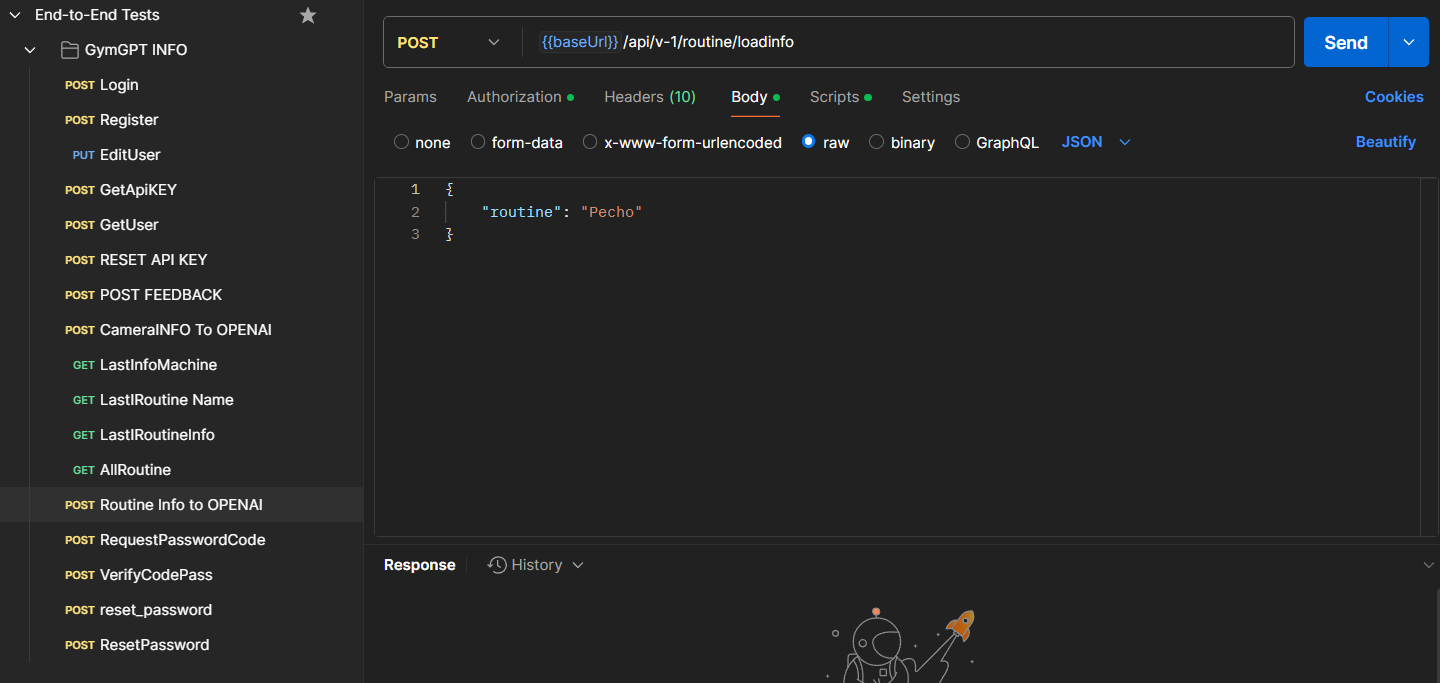 End-to-End Tests
GymGPT INFO
POST Login
POST Register
PUT EditUser
POST GetApiKEY
POST GetUser
POST RESET API KEY
POST POST FEEDBACK
POST CameraINFO To OPENAI
GET LastInfoMachine
GET LastIRoutine Name
GET LastIRoutineInfo
GET AllRoutine
POST Routine Info to OPENAI
POST RequestPasswordCode
POST VerifyCodePass
POST reset_password
POST ResetPassword
POST {{baseUrl}}/api/v-1/routine/loadinfo Send
Params Authorization Headers (10) Body Scripts Settings Cookies
none form-data x-www-form-urlencoded raw binary GraphQL JSON Beautify
1 {
2 "routine": "Pecho"
3 }
Response History